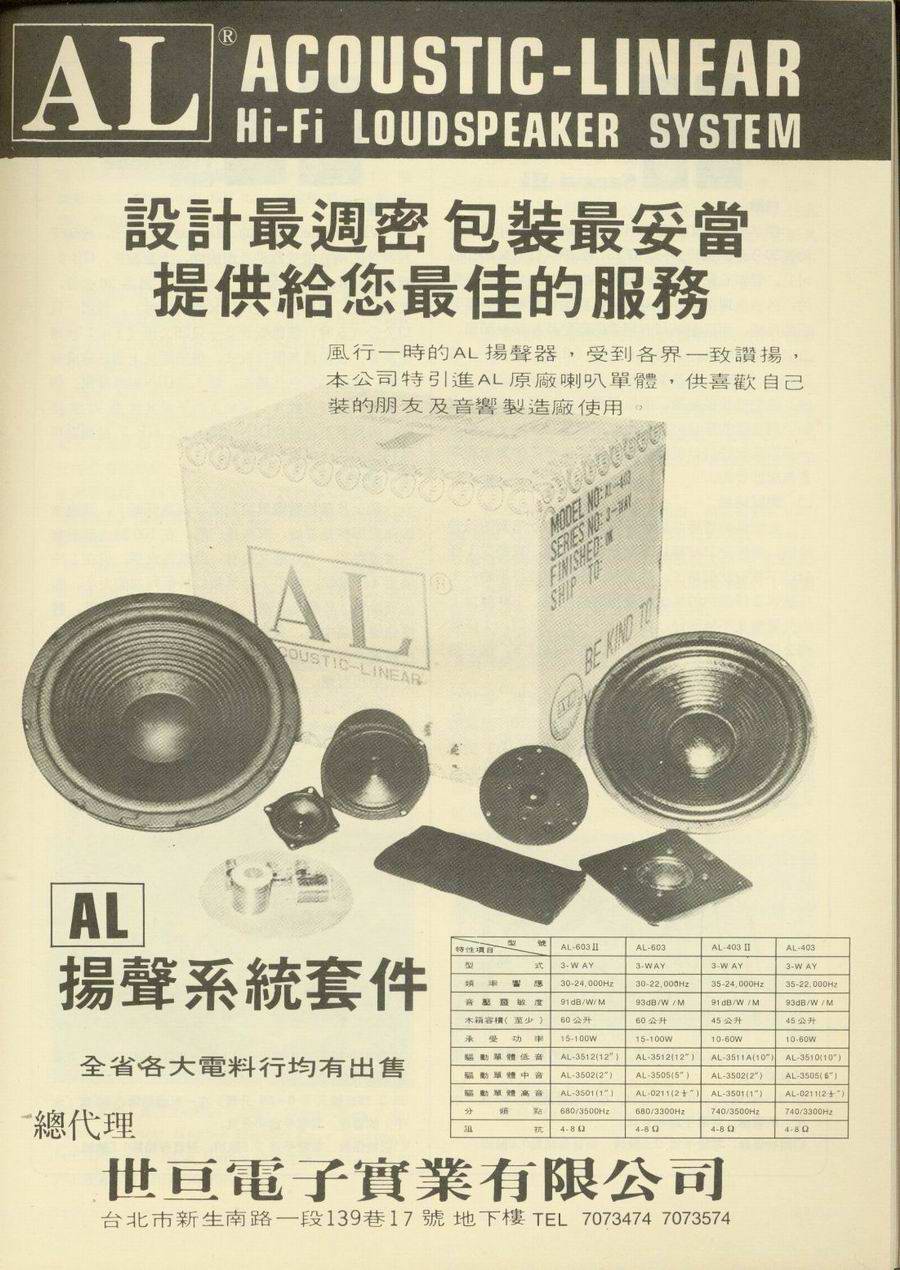 AL®
ACOUSTIC-LINEAR
Hi-Fi LOUDSPEAKER SYSTEM
設計最週密 包裝最妥當
提供給您最佳的服務
風行一時的AL揚聲器，受到各界一致讚揚，
本公司特引進AL原廠喇叭單體，供喜歡自己
裝的朋友及音響製造廠使用。
MODEL NO: AL-403
SERIES NO: 3-WAY
FINISHED: OK
SHIP TO:
BE KIND TO
AL®
ACOUSTIC-LINEAR
AL
AL
揚聲系統套件
全省各大電料行均有出售
特性項目 型號 AL-603II AL-603 AL-403II AL-403
型式 3-WAY 3-WAY 3-WAY 3-WAY
頻率響應 30-24,000Hz 30-22,000Hz 35-24,000Hz 35-22,000Hz
音壓靈敏度 91dB/W/M 93dB/W/M 91dB/W/M 93dB/W/M
木箱容積(至少) 60公升 60公升 45公升 45公升
承受功率 15-100W 15-100W 10-60W 10-60W
驅動單體低音 AL-3512(12") AL-3512(12") AL-3511A(10") AL-3510(10")
驅動單體中音 AL-3502(2") AL-3505(5") AL-3502(2") AL-3505
驅動單體高音 AL-3501(1") AL-0211(2½") AL-3501(1") AL-0211(2½")
分頻點 680/3500Hz 680/3300Hz 740/3500Hz 740/3300Hz
阻抗 4-8Ω 4-8Ω 4-8Ω 4-8Ω
總代理
世亘電子實業有限公司
台北市新生南路一段139巷17號地下樓 TEL 7073474 7073574